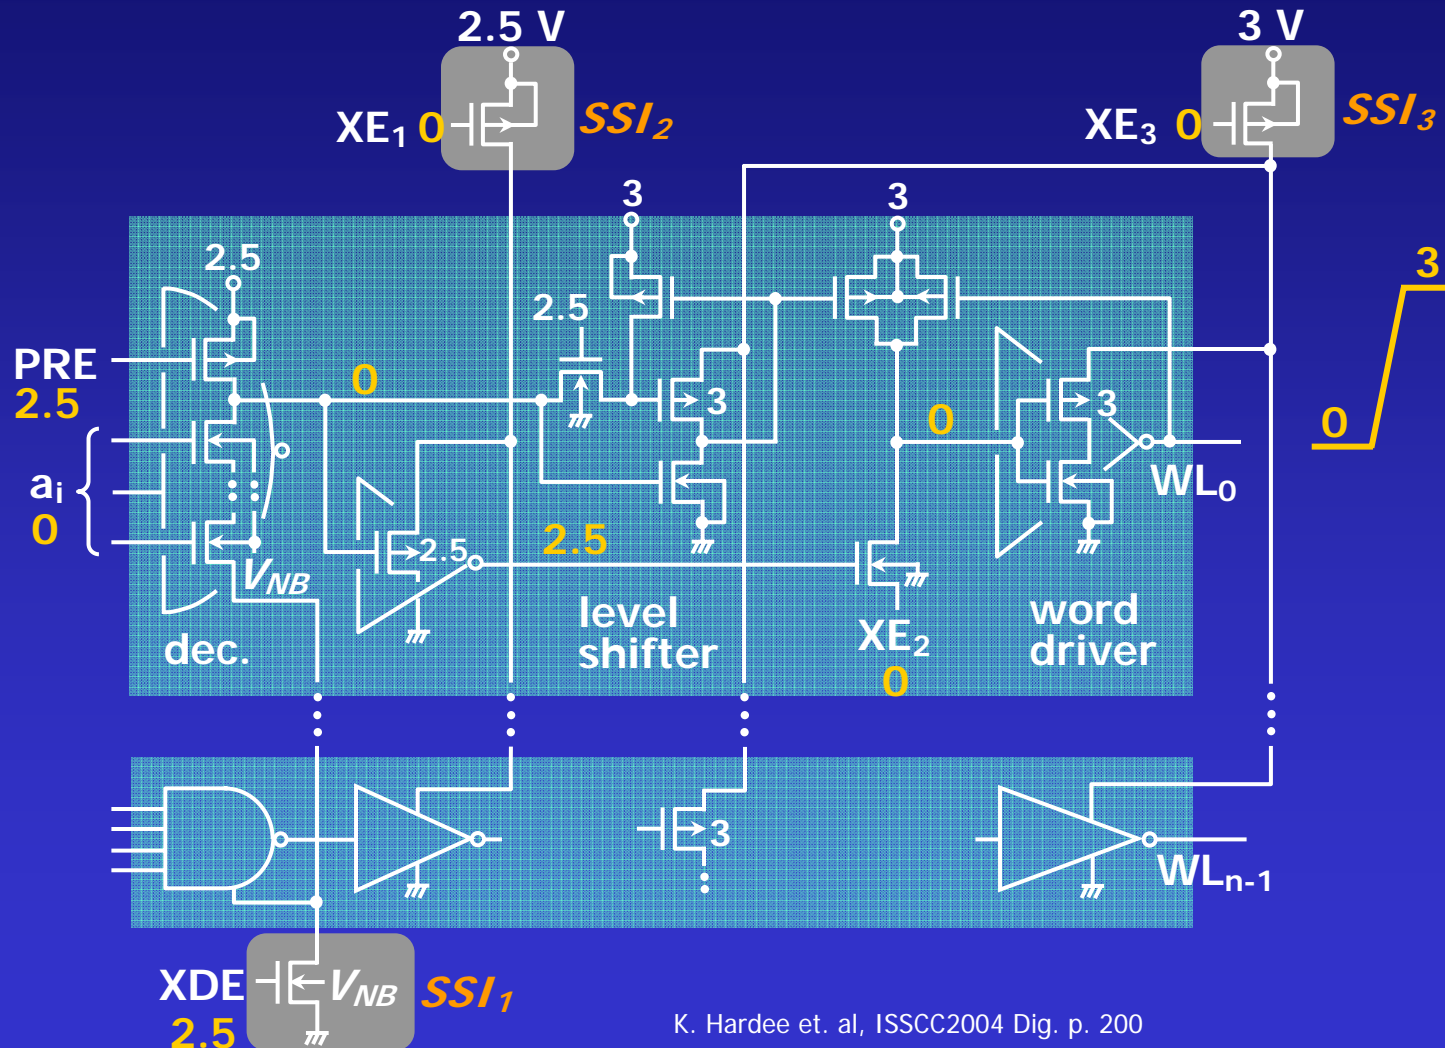 2.5 V
3 V
XE1 0
SSI2
XE3 0
SSI3
3
3
2.5
3
2.5
PRE
2.5
0
3
3
0
0
ai
0
WL0
2.5
2.5
VNB
dec.
level
shifter
XE2
0
word
driver
3
WLn-1
XDE
2.5
VNB
SSI1
K. Hardee et. al, ISSCC2004 Dig. p. 200